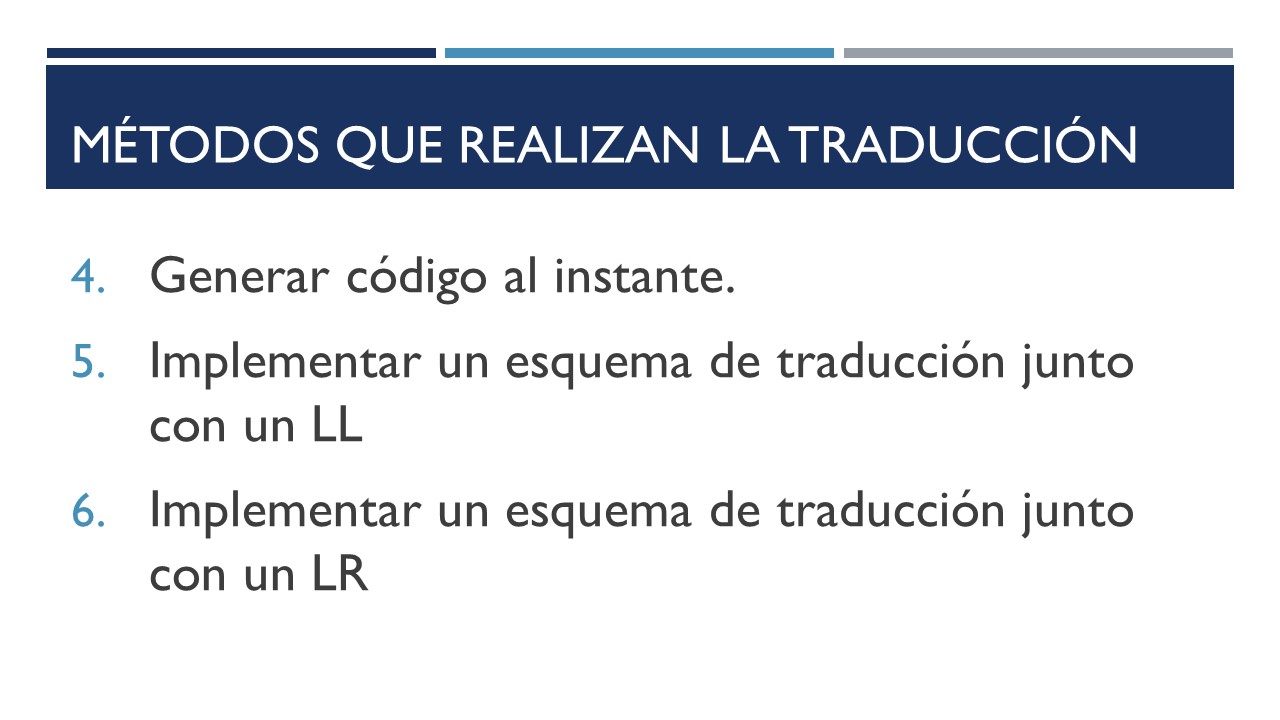 MÉTODOS QUE REALIZAN LA TRADUCCIÓN
4. Generar código al instante.
5. Implementar un esquema de traducción junto
con un LL
6. Implementar un esquema de traducción junto
con un LR